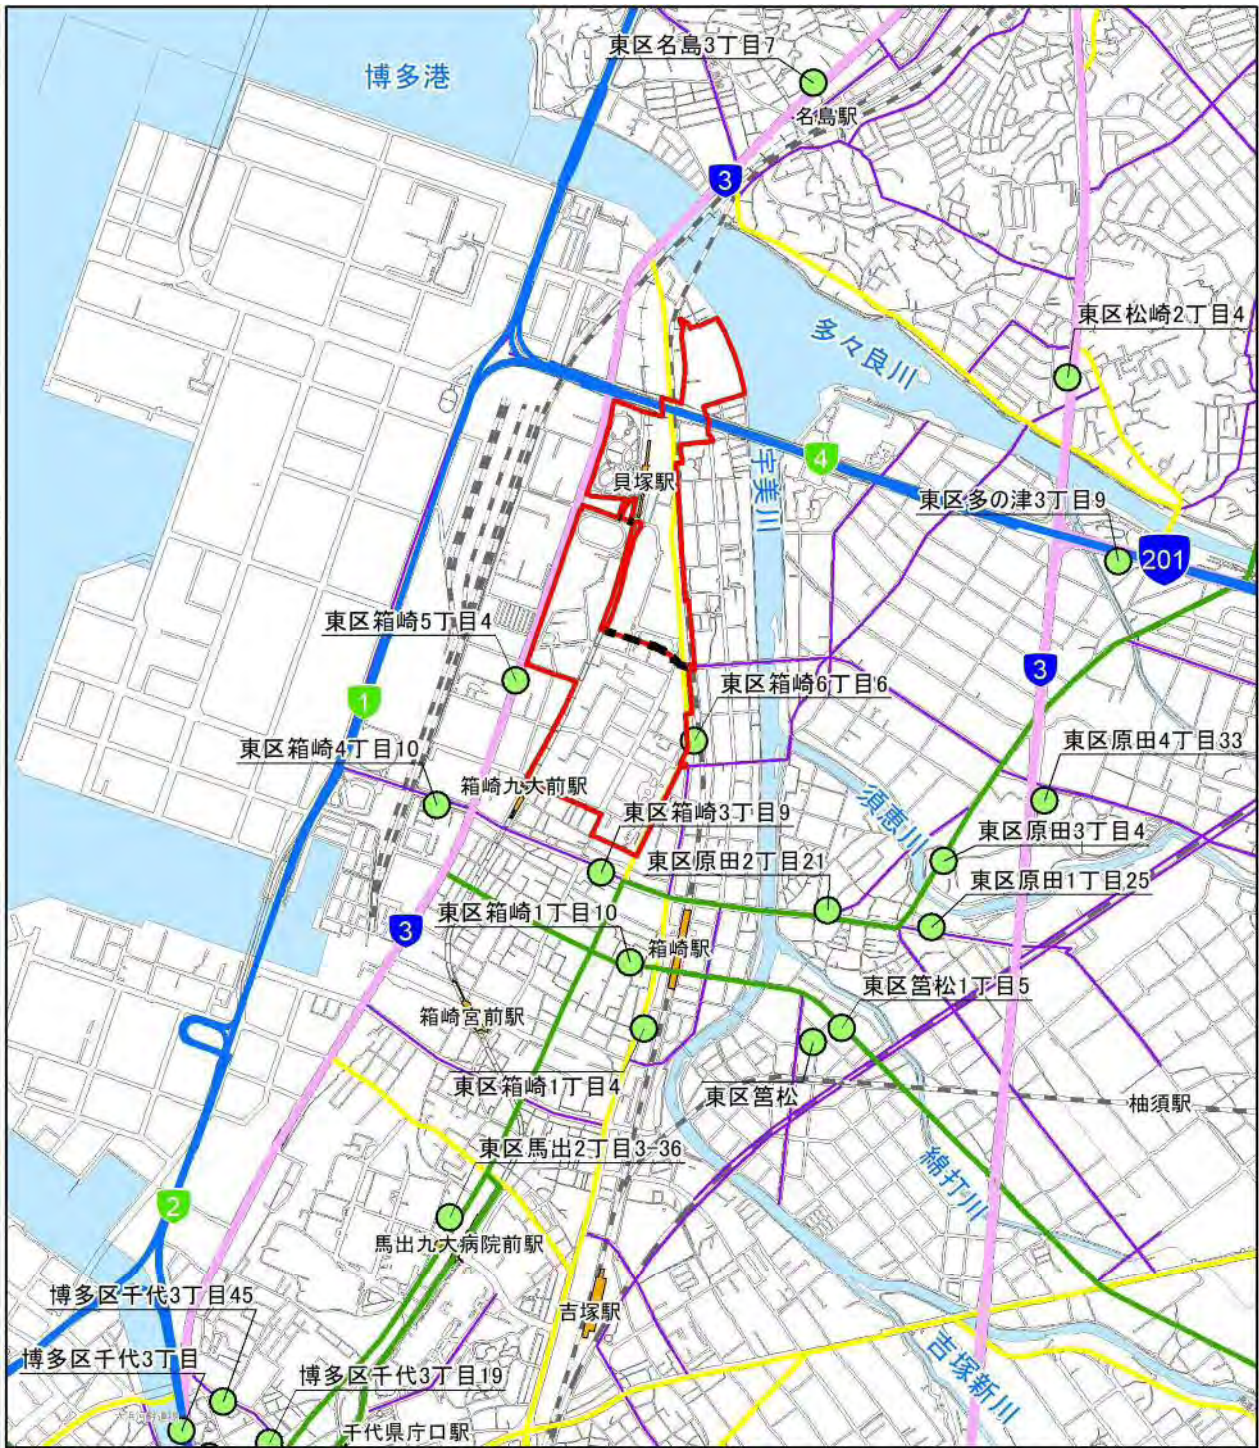 東区名島3丁目7
博多港
名島駅
3
東区松崎2丁目4
多々良川
宇美川
4
貝塚駅
東区多の津3丁目9
201
東区箱崎5丁目4
3
東区箱崎6丁目6
1
東区箱崎4丁目10
東区原田4丁目33
箱崎九大前駅
須恵川
東区箱崎3丁目9
東区原田3丁目4
東区原田2丁目21
東区原田1丁目25
東区箱崎1丁目10
3
箱崎駅
東区筥松1丁目5
箱崎宮前駅
東区箱崎1丁目4
東区筥松
柚須駅
東区馬出2丁目3-36
綿打川
2
馬出九大病院前駅
博多区千代3丁目45
吉塚駅
博多区千代3丁目
博多区千代3丁目19
吉塚新川
千代県庁口駅